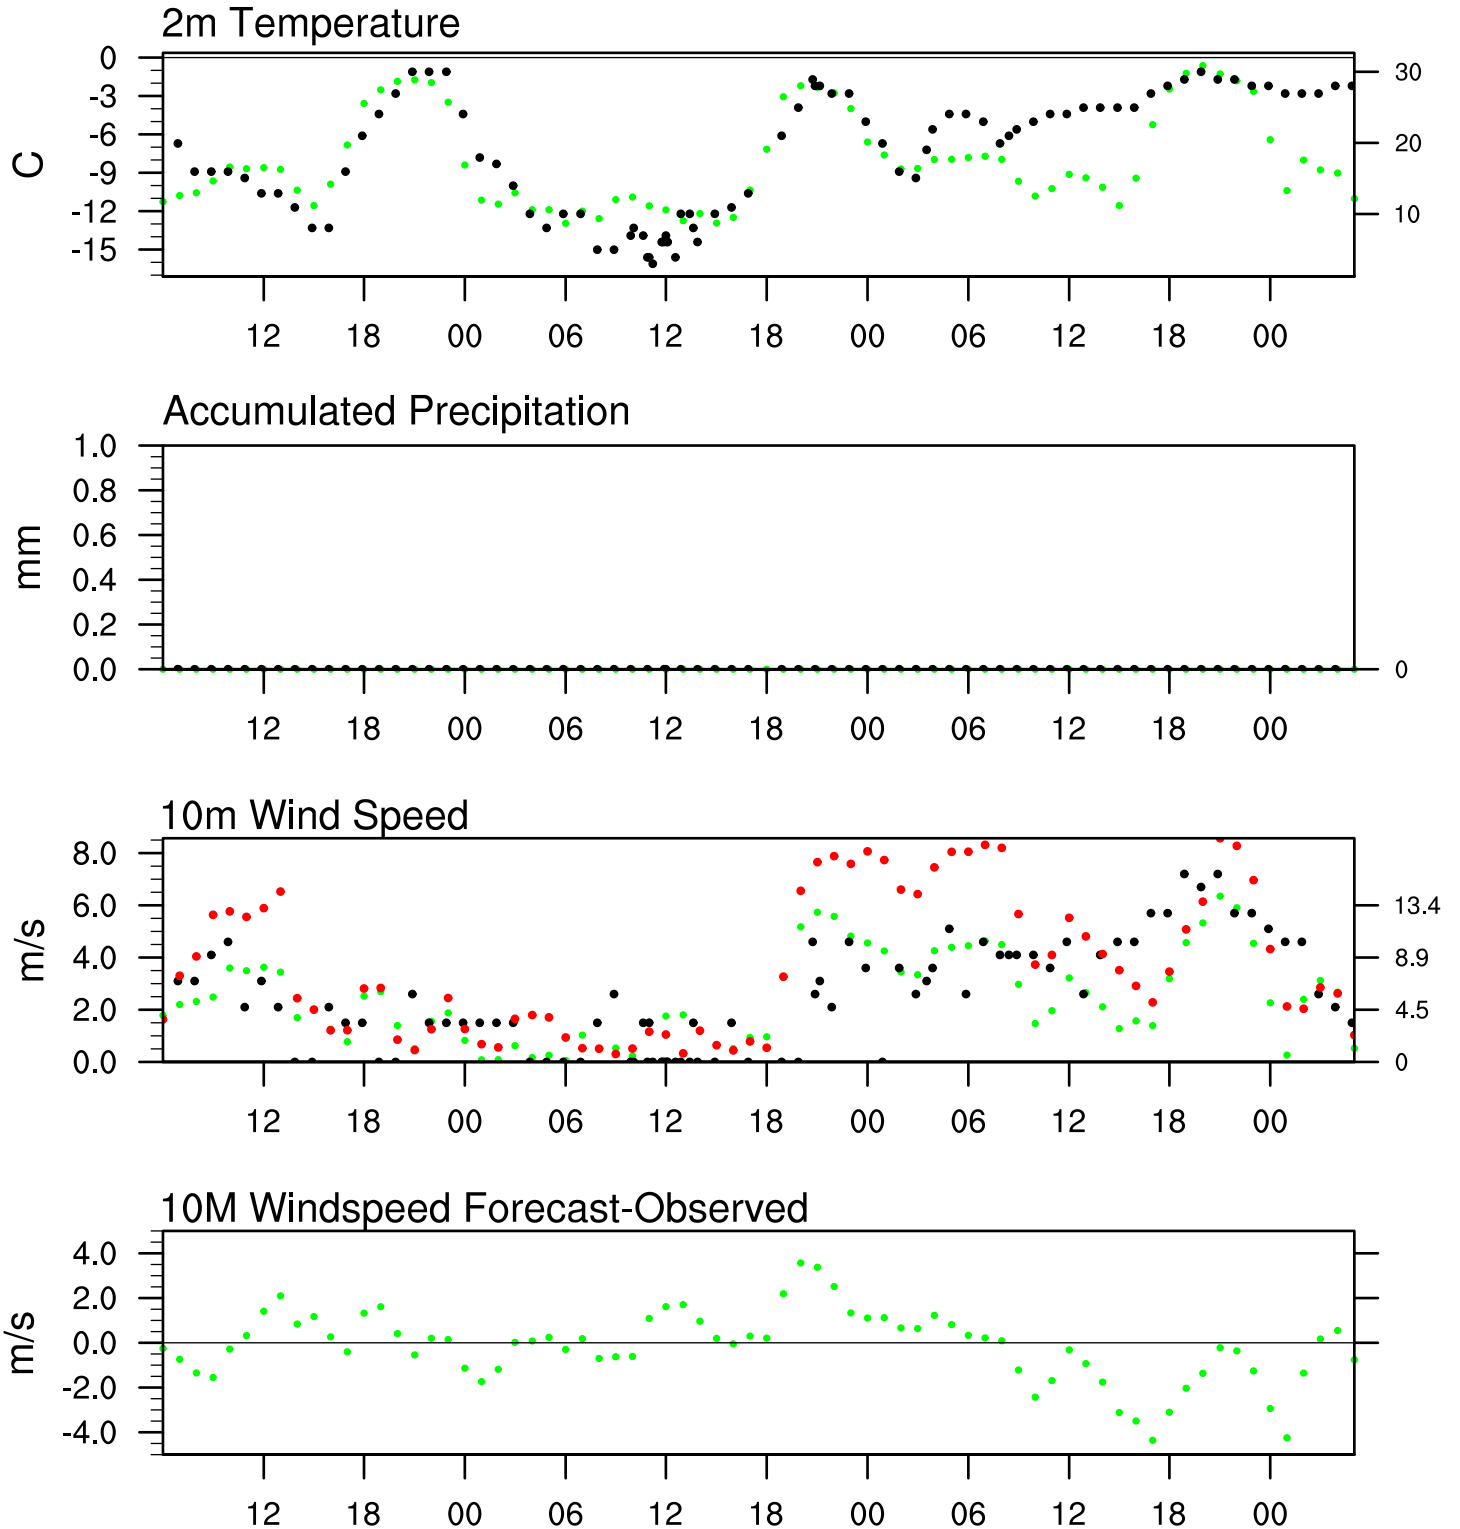 2m Temperature
0
-3
-6
-9
-12
-15
C
30
20
10
12 18 00 06 12 18 00 06 12 18 00
Accumulated Precipitation
1.0
0.8
0.6
0.4
0.2
0.0
mm
0
12 18 00 06 12 18 00 06 12 18 00
10m Wind Speed
8.0
6.0
4.0
2.0
0.0
m/s
13.4
8.9
4.5
0
12 18 00 06 12 18 00 06 12 18 00
10M Windspeed Forecast-Observed
4.0
2.0
0.0
-2.0
-4.0
m/s
12 18 00 06 12 18 00 06 12 18 00